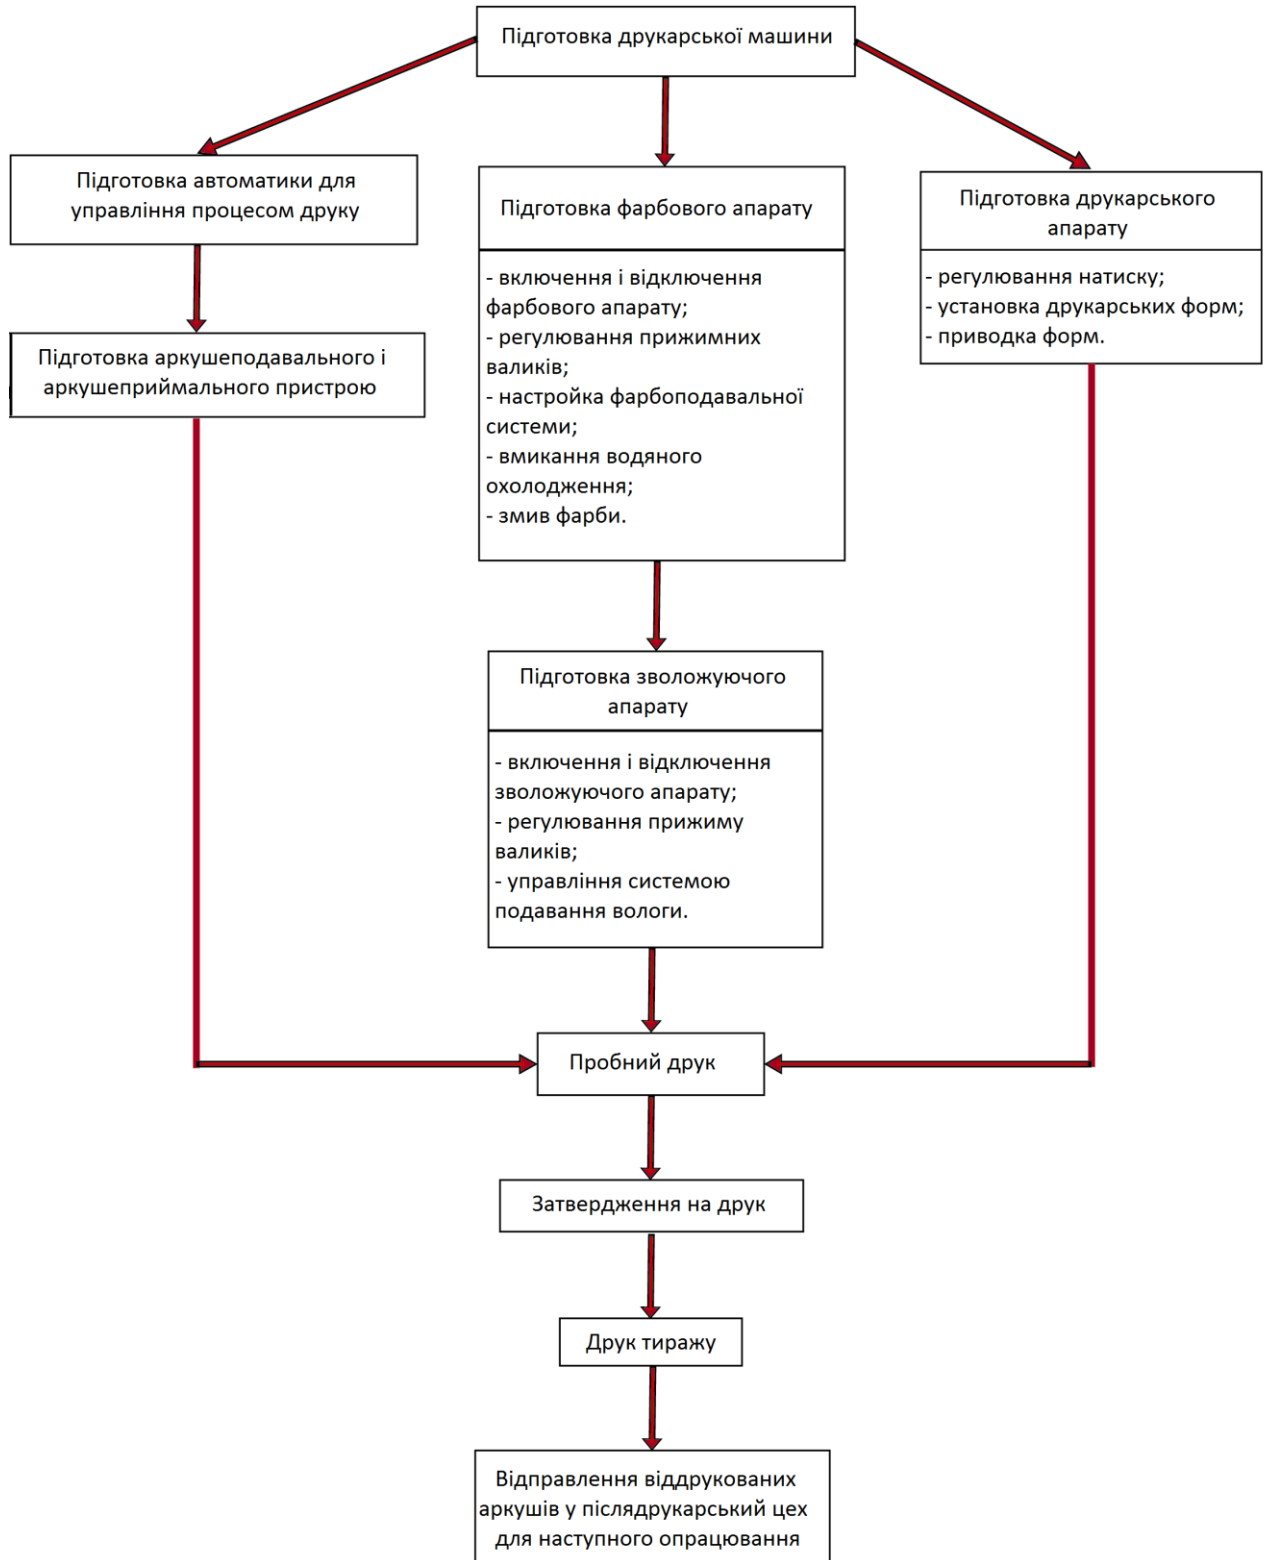 Підготовка друкарської машини
Підготовка автоматики для
управління процесом друку
Підготовка аркушеподавального і
аркушеприймального пристрою
Підготовка фарбового апарату
- включення і відключення
фарбового апарату;
- регулювання прижимних
валиків;
- настройка фарбоподавальної
системи;
- вмикання водяного
охолодження;
- змив фарби.
Підготовка друкарського
апарату
- регулювання натиску;
- установка друкарських форм;
- приводка форм.
Підготовка зволожуючого
апарату
- включення і відключення
зволожуючого апарату;
- регулювання прижиму
валиків;
- управління системою
подавання вологи.
Пробний друк
Затвердження на друк
Друк тиражу
Відправлення віддрукованих
аркушів у післядрукарський цех
для наступного опрацювання